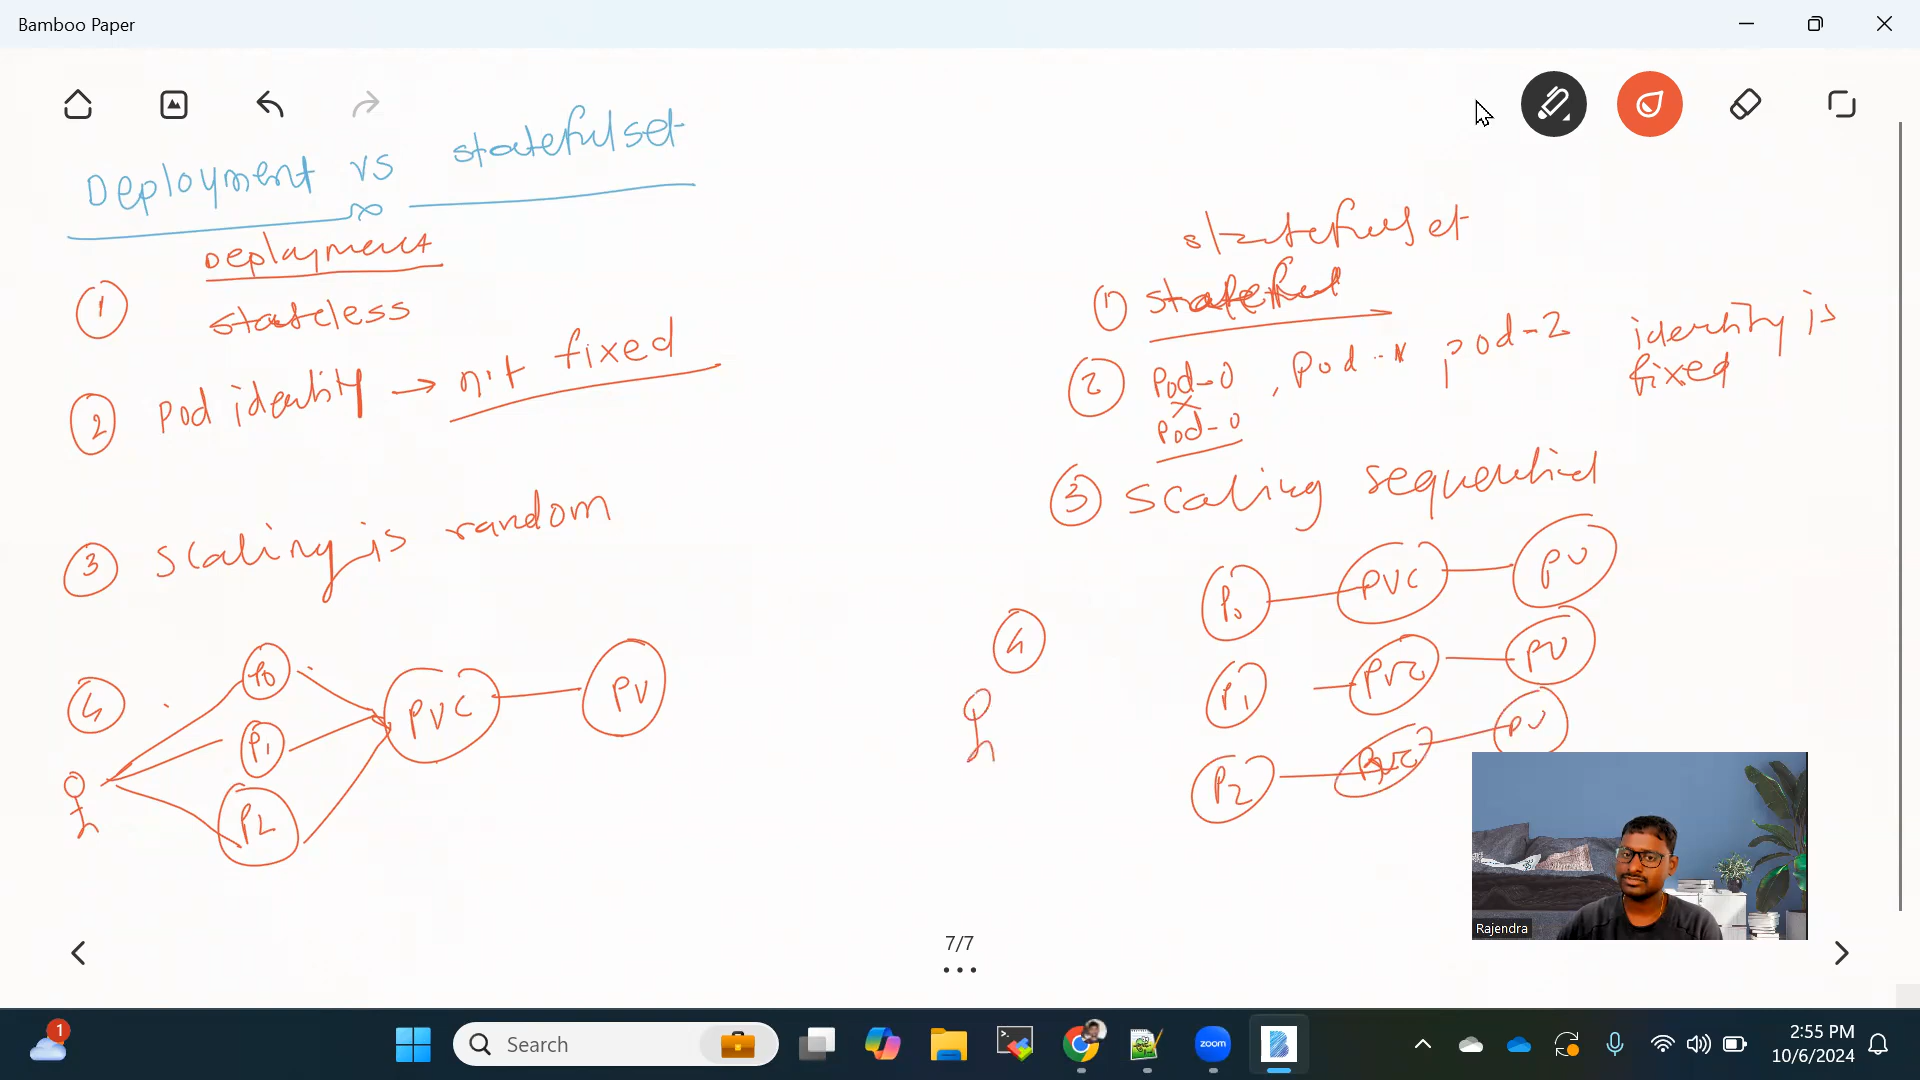 Bamboo Paper
Deployment vs statefulset
Deployment
① stateless
② Pod identity → not fixed
③ Scaling is random
④
P0
P1
P2
PVC
PV
statefulset
① stateful
② Pod-0 , Pod-1 pod-2 identity is fixed
Pod-0
③ Scaling sequential
④
P0 PVC PV
P1 PVC PV
P2 PVC PV
Rajendra
7/7
1
Search
zoom
2:55 PM
10/6/2024